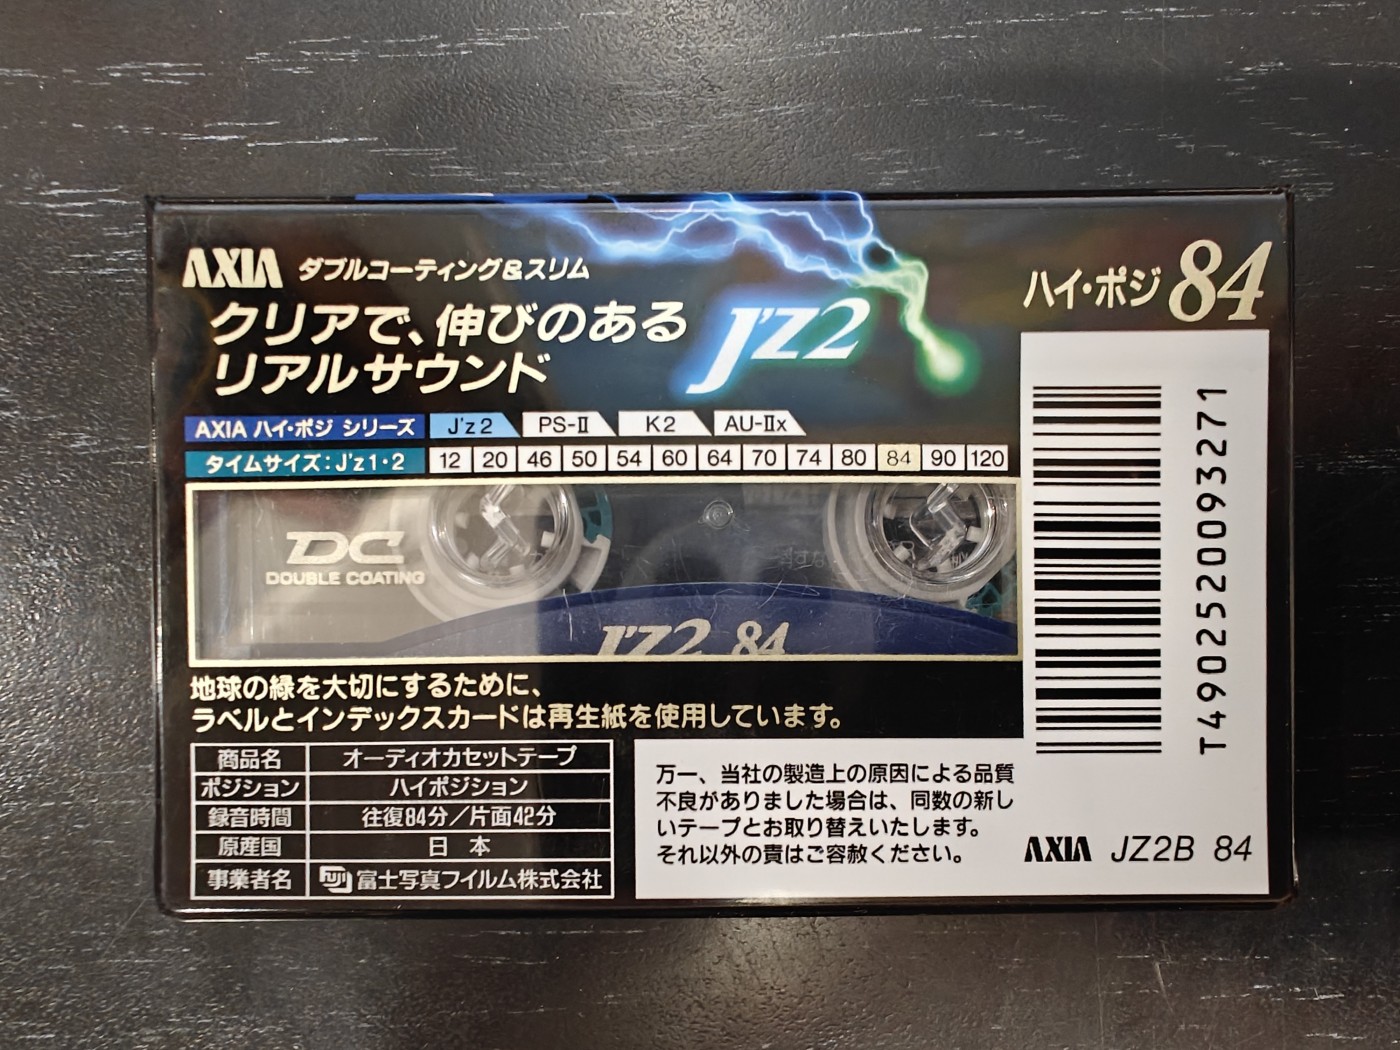 AXIA ダブルコーティング&スリム
クリアで、伸びのある
リアルサウンド
J'z2
ハイ・ポジ 84
AXIA ハイ・ポジ シリーズ J'z2 PS-II K2 AU-IIx
タイムサイズ:J'z1・2 12 20 46 50 54 60 64 70 74 80 84 90 120
DC
DOUBLE COATING
J'Z2 84
地球の緑を大切にするために、
ラベルとインデックスカードは再生紙を使用しています。
商品名 オーディオカセットテープ
ポジション ハイポジション
録音時間 往復84分/片面42分
原産国 日 本
事業者名 FUJI 富士写真フイルム株式会社
万一、当社の製造上の原因による品質
不良がありました場合は、同数の新し
いテープとお取り替えいたします。
それ以外の責はご容赦ください。
T4902520093271
AXIA JZ2B 84